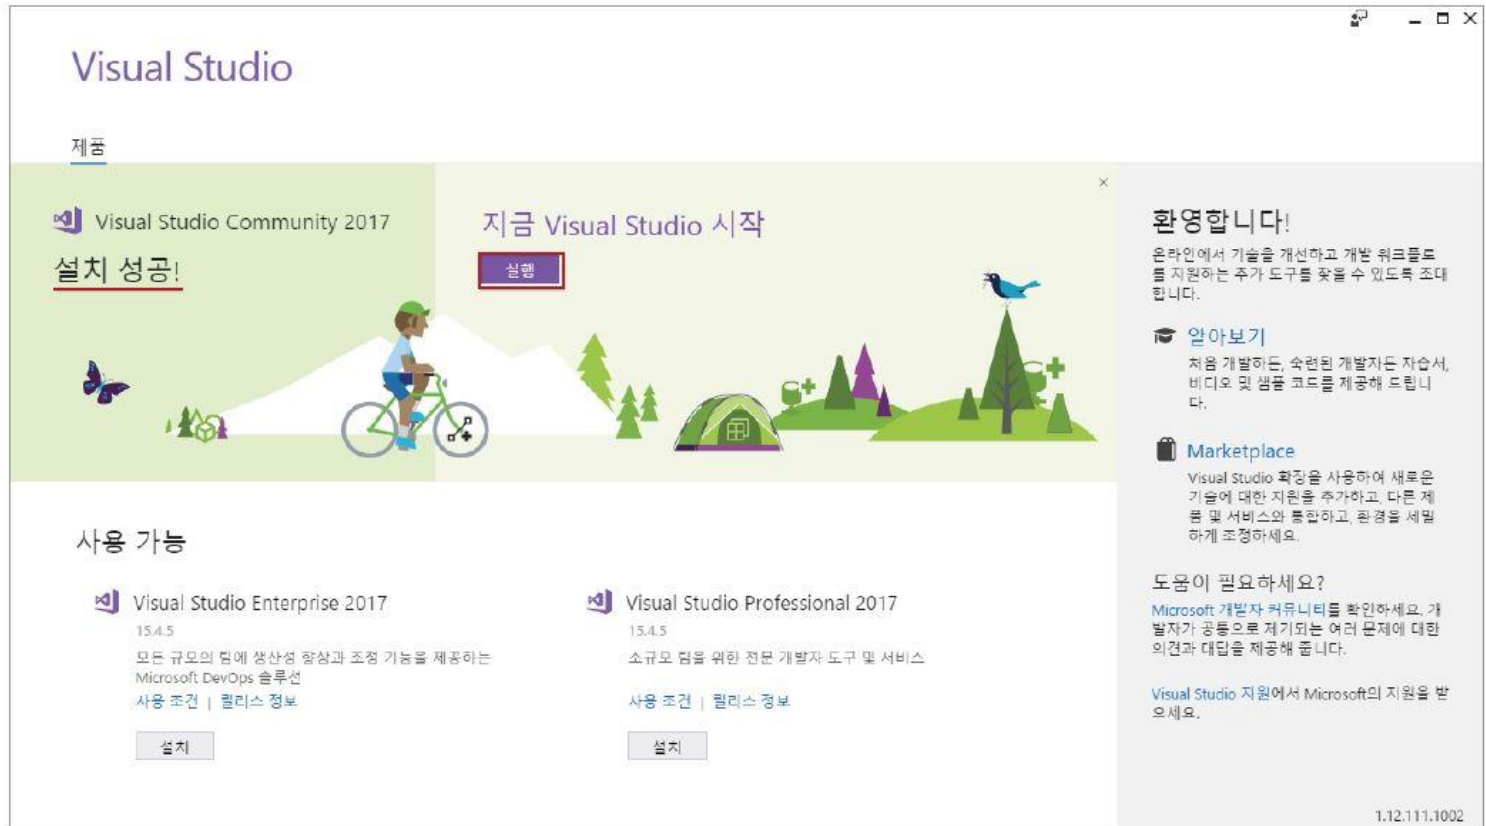 Visual Studio
제품
Visual Studio Community 2017
설치 성공!
지금 Visual Studio 시작
실행
사용 가능
Visual Studio Enterprise 2017
15.4.5
모든 규모의 팀에 생산성 향상과 조정 기능을 제공하는
Microsoft DevOps 솔루션
사용 조건 | 릴리스 정보
설치
Visual Studio Professional 2017
15.4.5
소규모 팀을 위한 전문 개발자 도구 및 서비스
사용 조건 | 릴리스 정보
설치
환영합니다!
온라인에서 기술을 개선하고 개발 워크플로
를 지원하는 추가 도구를 찾을 수 있도록 초대
합니다.
알아보기
처음 개발하든, 숙련된 개발자든 자습서,
비디오 및 샘플 코드를 제공해 드립니
다.
Marketplace
Visual Studio 확장을 사용하여 새로운
기술에 대한 지원을 추가하고, 다른 제
품 및 서비스와 통합하고, 환경을 세밀
하게 조정하세요.
도움이 필요하세요?
Microsoft 개발자 커뮤니티를 확인하세요. 개
발자가 공통으로 제기되는 여러 문제에 대한
의견과 대답을 제공해 줍니다.
Visual Studio 지원에서 Microsoft의 지원을 받
으세요.
1.12.111.1002